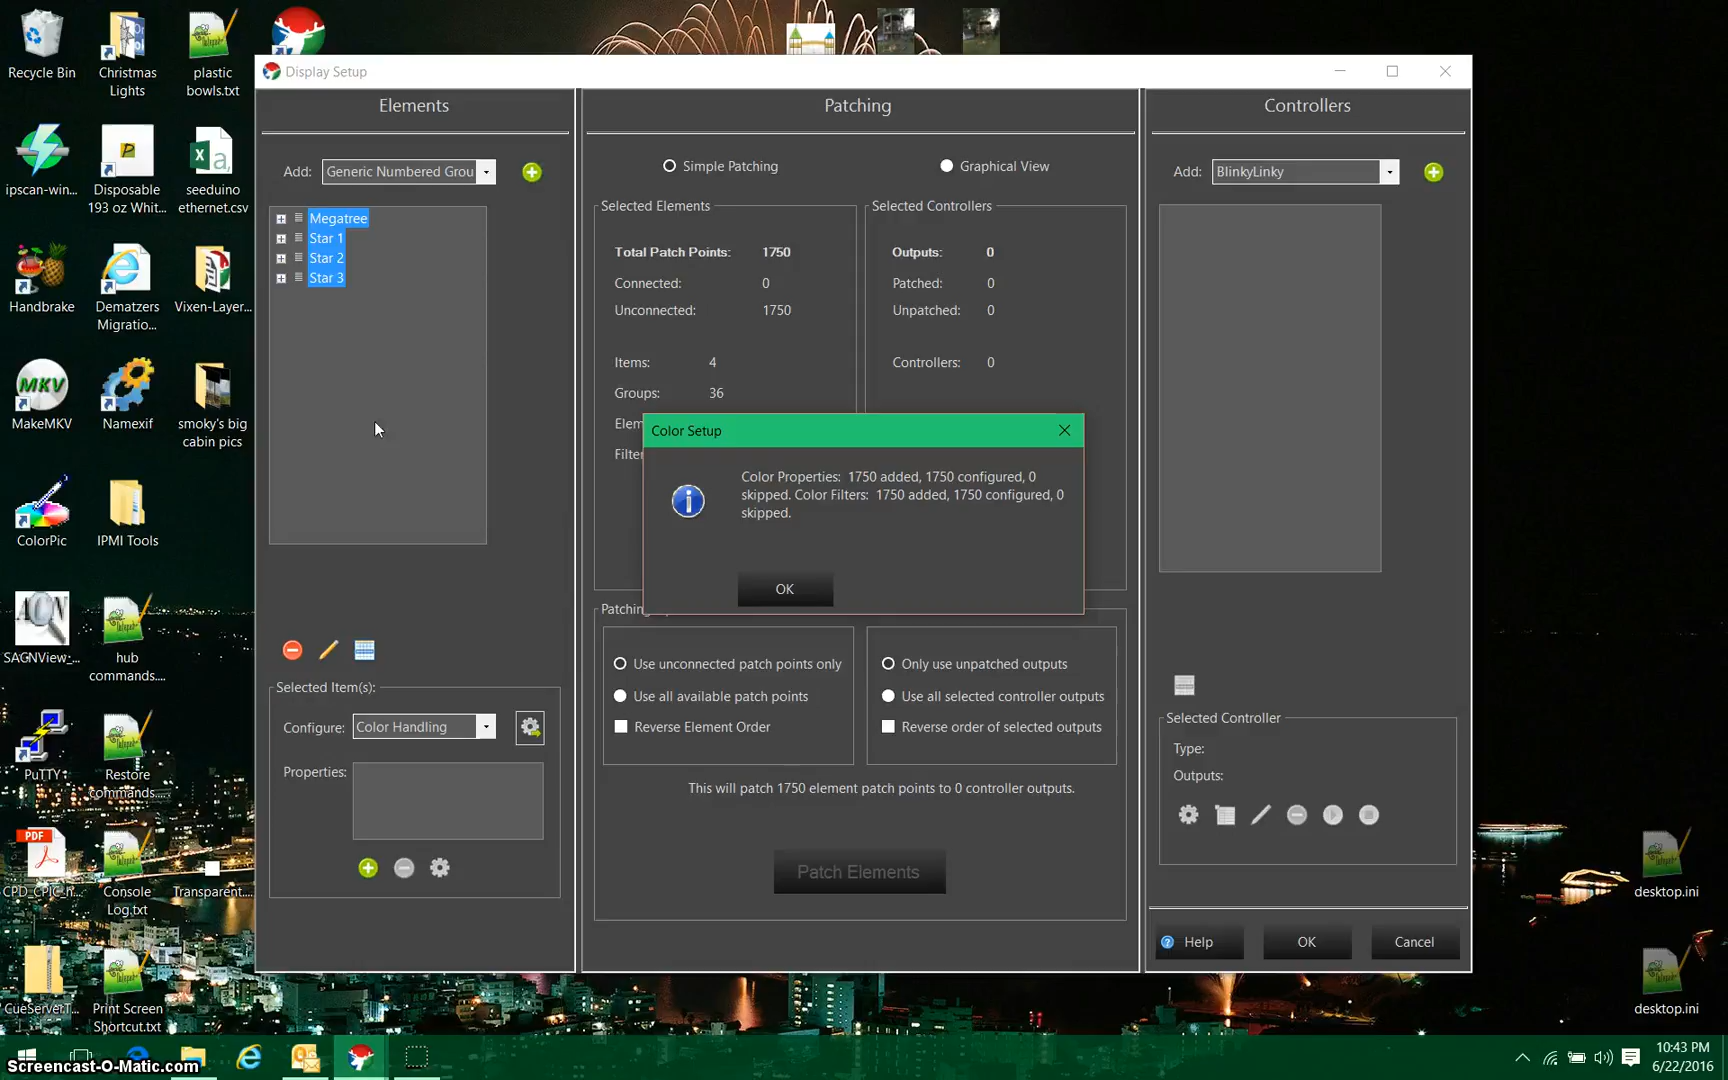 Recycle Bin
Christmas
Lights
plastic
bowls.txt
ipscan-win...
Disposable
193 oz Whit...
seeduino
ethernet.csv
Handbrake
Dematzers
Migratio...
Vixen-Layer...
MKV
MakeMKV
Namexif
smoky's big
cabin pics
ColorPic
IPMI Tools
ACN
SACNView_...
hub
commands....
PuTTY
Restore
commands....
PDF
CPD_CPIC_h...
Console
Log.txt
Transparent....
CueServerT...
Print Screen
Shortcut.txt
desktop.ini
desktop.ini
Display Setup
Elements
Add: Generic Numbered Grou
Megatree
Star 1
Star 2
Star 3
Selected Item(s):
Configure: Color Handling
Properties:
Patching
Simple Patching
Graphical View
Selected Elements
Total Patch Points: 1750
Connected: 0
Unconnected: 1750
Items: 4
Groups: 36
Elem
Filter
Selected Controllers
Outputs: 0
Patched: 0
Unpatched: 0
Controllers: 0
Color Setup
Color Properties: 1750 added, 1750 configured, 0
skipped. Color Filters: 1750 added, 1750 configured, 0
skipped.
OK
Patching
Use unconnected patch points only
Use all available patch points
Reverse Element Order
Only use unpatched outputs
Use all selected controller outputs
Reverse order of selected outputs
This will patch 1750 element patch points to 0 controller outputs.
Patch Elements
Controllers
Add: BlinkyLinky
Selected Controller
Type:
Outputs:
Help
OK
Cancel
Screencast-O-Matic.com
10:43 PM
6/22/2016